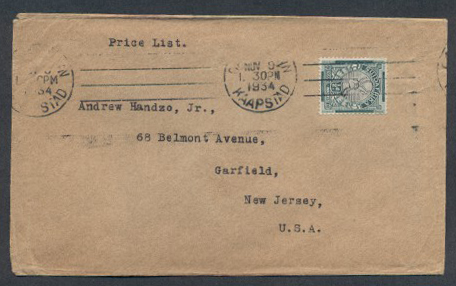 Price List.
1. 30PM
1934
KAAPSTAD
Andrew Handzo, Jr.,
68 Belmont Avenue,
Garfield,
New Jersey,
U.S.A.